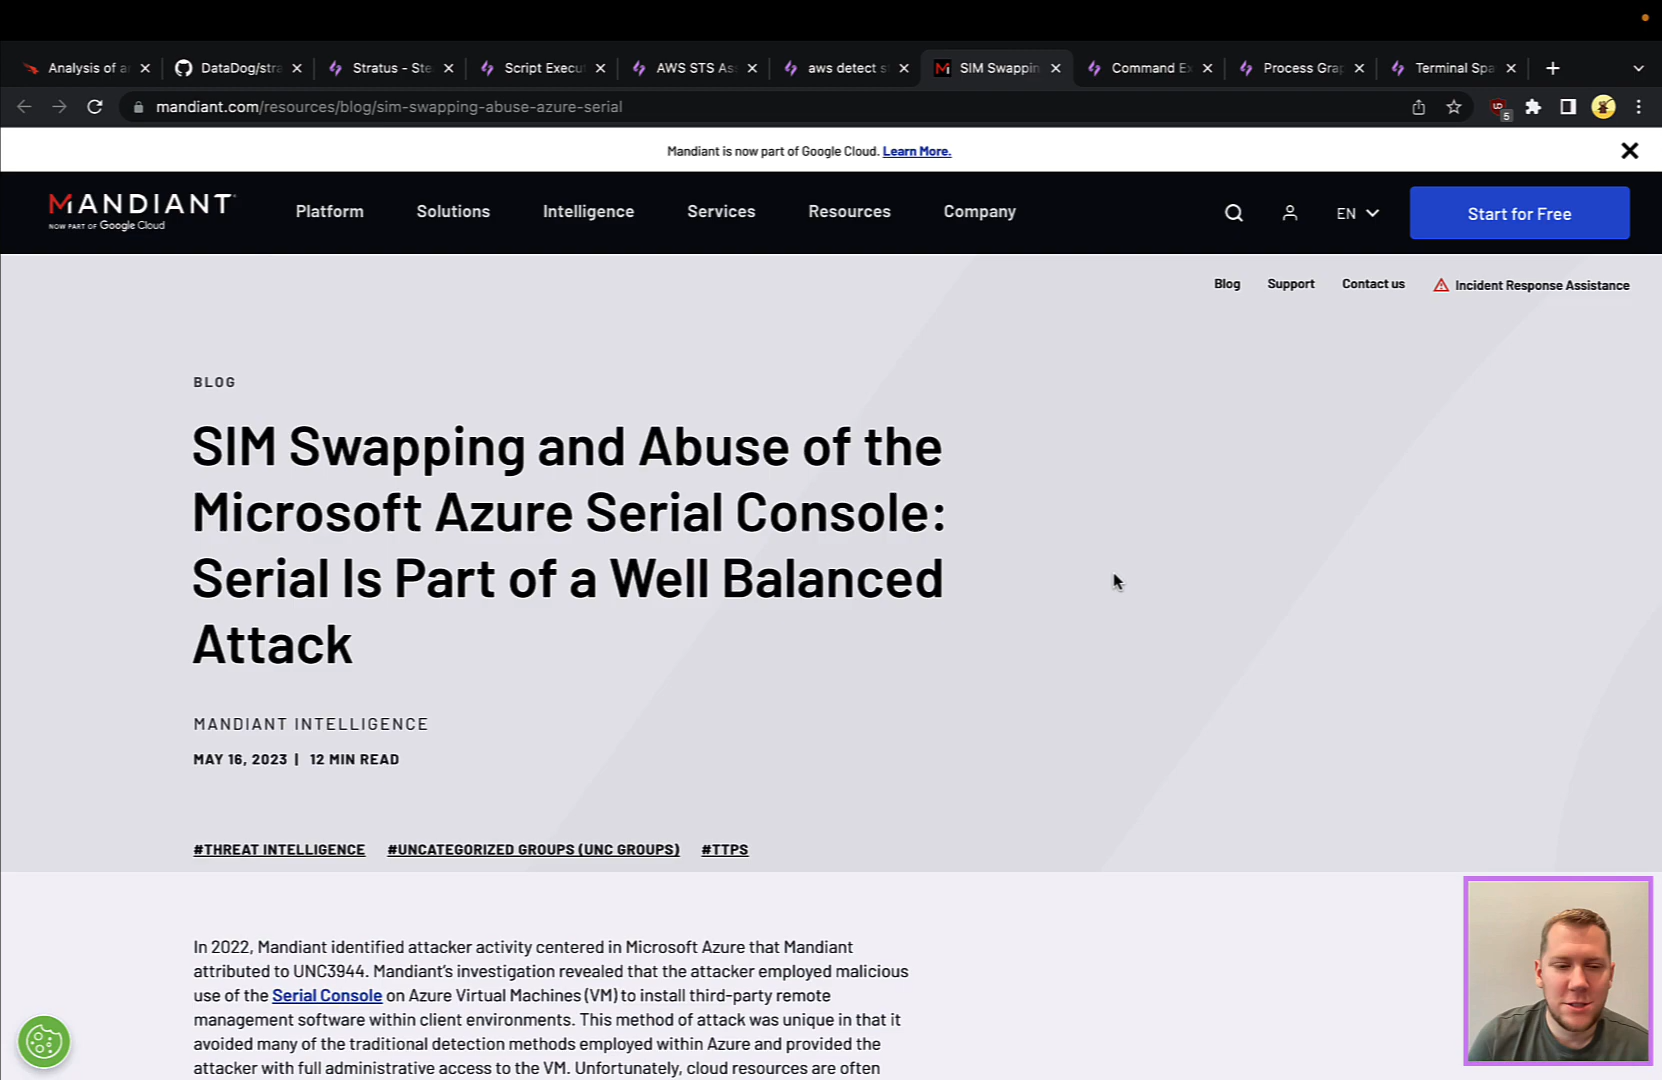 Analysis of a
DataDog/stra
Stratus - Ste
Script Execu
AWS STS Ass
aws detect s
SIM Swappin
Command Ex
Process Grap
Terminal Spa
mandiant.com/resources/blog/sim-swapping-abuse-azure-serial
5
Mandiant is now part of Google Cloud. Learn More.
MANDIANT
NOW PART OF Google Cloud
Platform
Solutions
Intelligence
Services
Resources
Company
EN
Start for Free
Blog
Support
Contact us
Incident Response Assistance
BLOG
SIM Swapping and Abuse of the
Microsoft Azure Serial Console:
Serial Is Part of a Well Balanced
Attack
MANDIANT INTELLIGENCE
MAY 16, 2023 | 12 MIN READ
#THREAT INTELLIGENCE #UNCATEGORIZED GROUPS (UNC GROUPS) #TTPS
In 2022, Mandiant identified attacker activity centered in Microsoft Azure that Mandiant
attributed to UNC3944. Mandiant's investigation revealed that the attacker employed malicious
use of the Serial Console on Azure Virtual Machines (VM) to install third-party remote
management software within client environments. This method of attack was unique in that it
avoided many of the traditional detection methods employed within Azure and provided the
attacker with full administrative access to the VM. Unfortunately, cloud resources are often